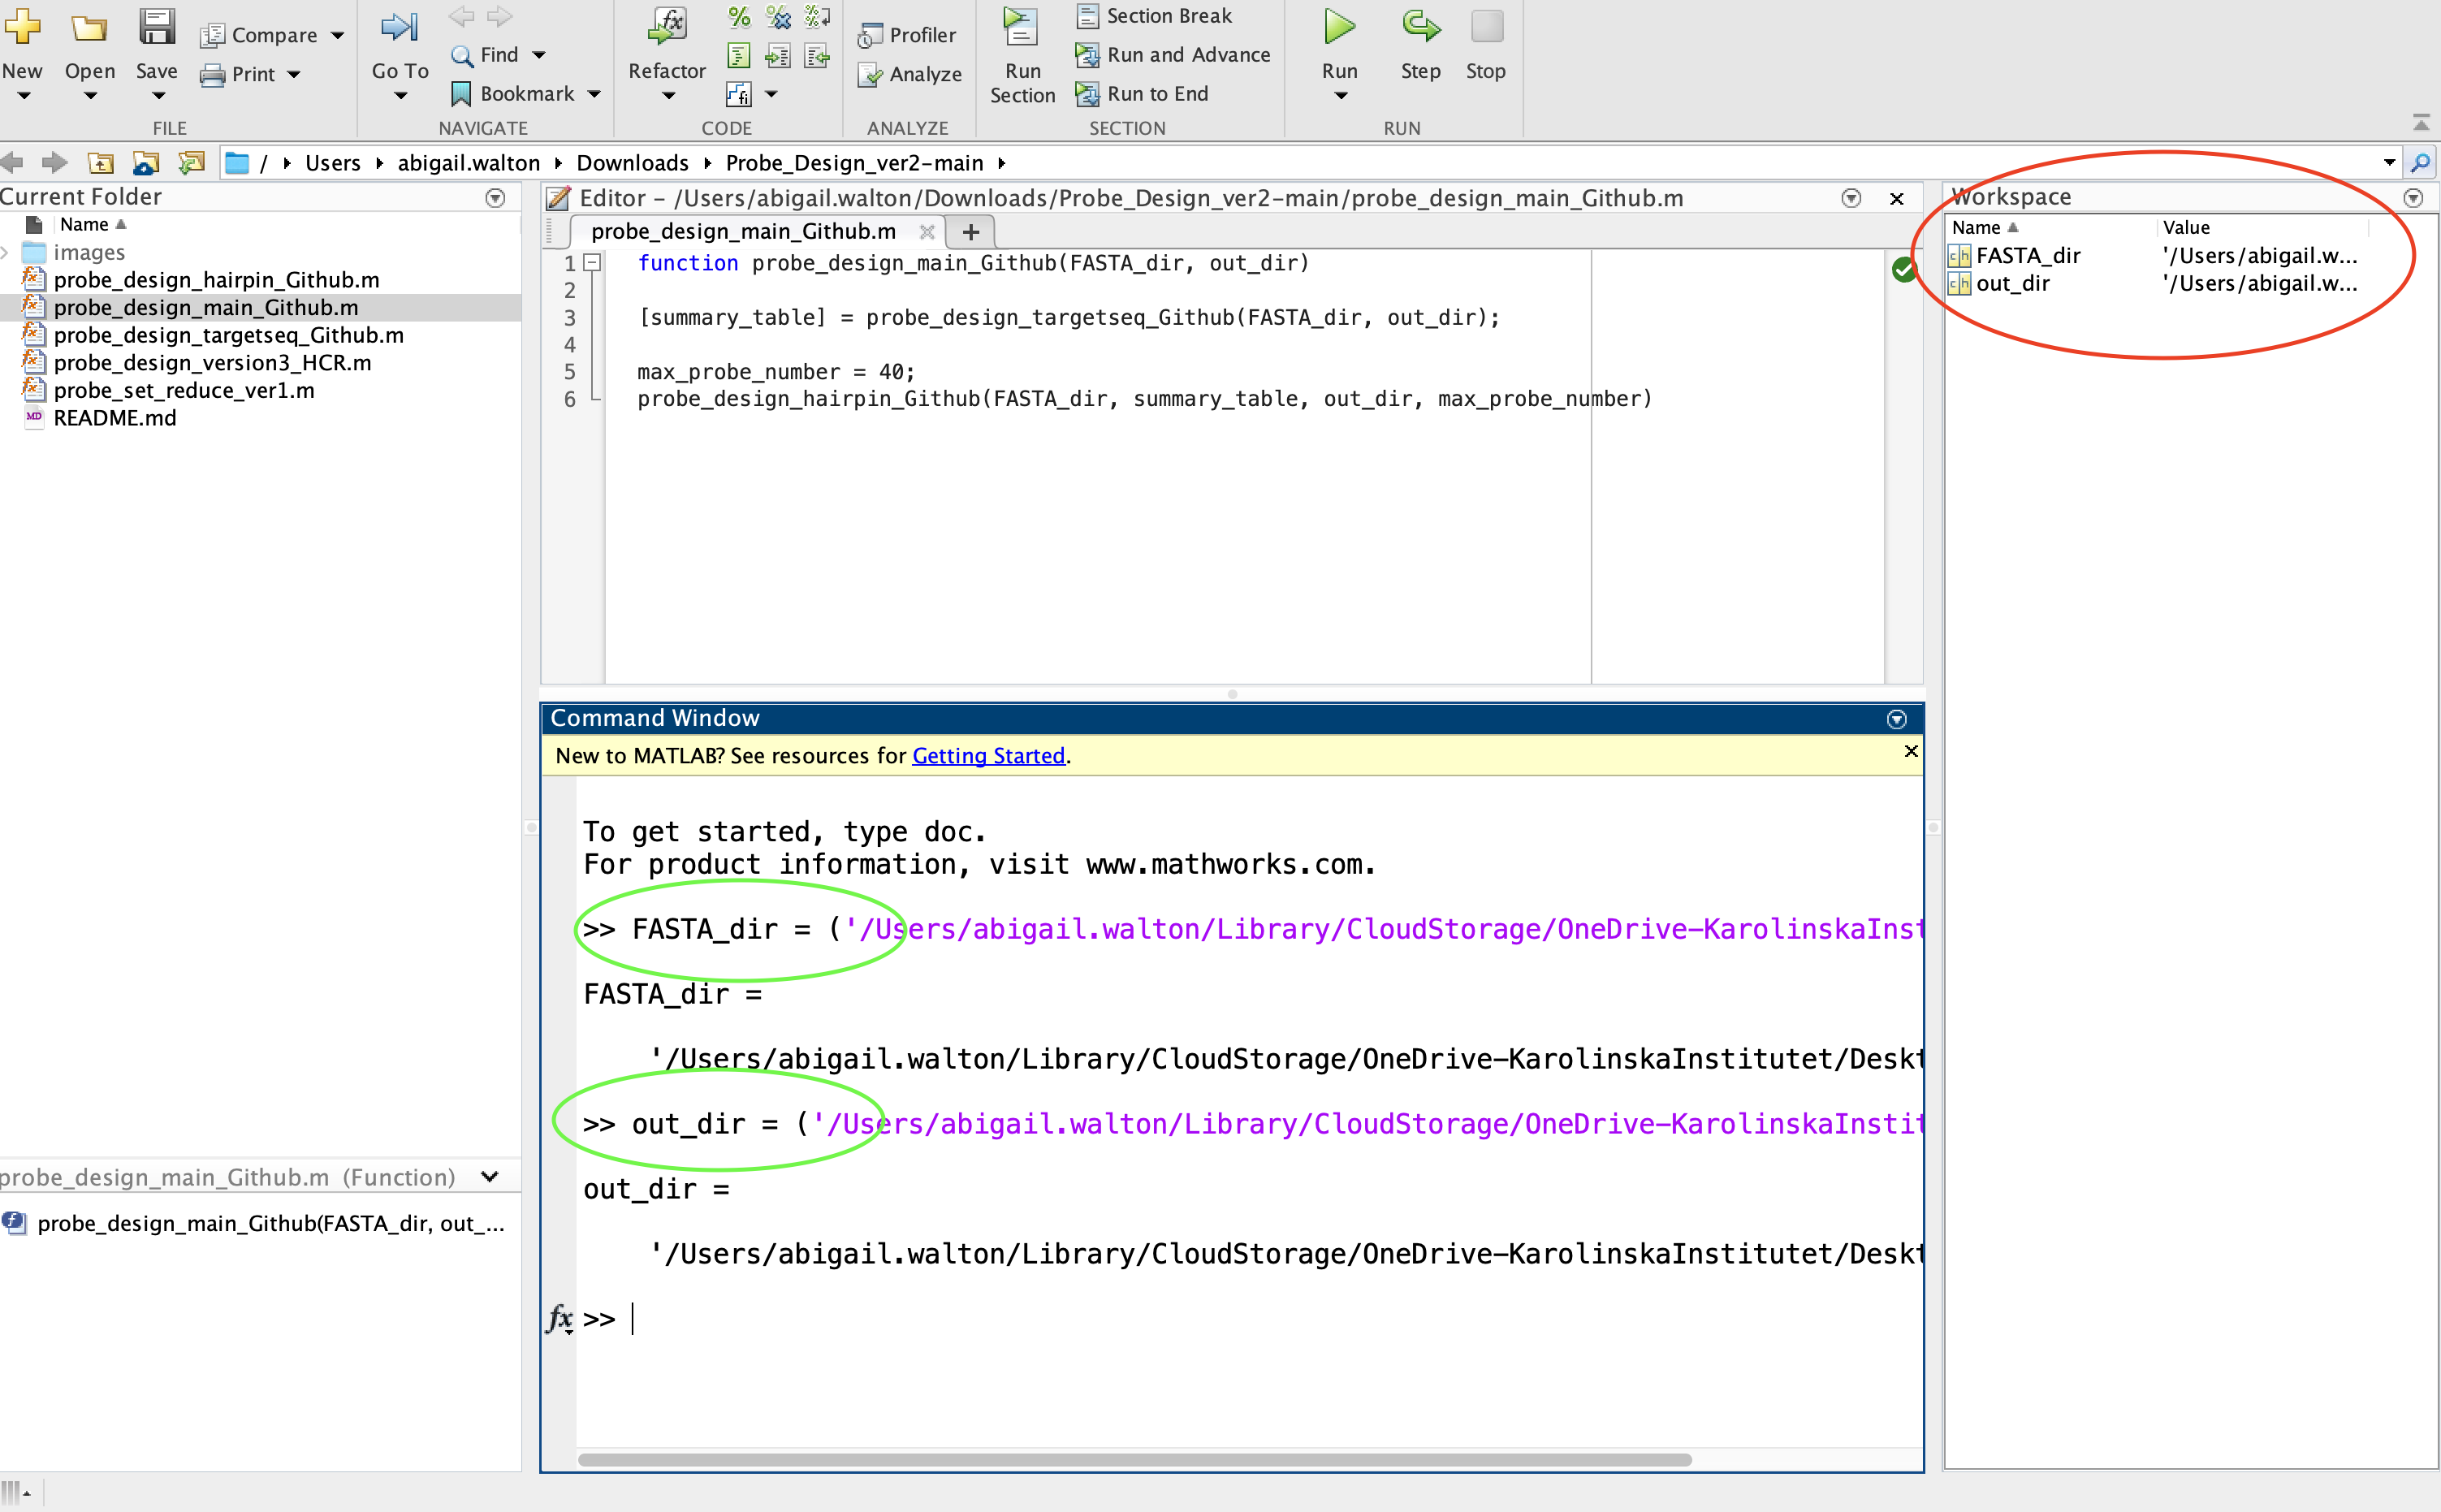 New
Open
Save
Compare
Print
FILE
Go To
Find
Bookmark
NAVIGATE
Refactor
CODE
Profiler
Analyze
ANALYZE
Run Section
Section Break
Run and Advance
Run to End
SECTION
Run
Step
Stop
RUN
/ Users abigail.walton Downloads Probe_Design_ver2-main
Current Folder
Name
images
probe_design_hairpin_Github.m
probe_design_main_Github.m
probe_design_targetseq_Github.m
probe_design_version3_HCR.m
probe_set_reduce_ver1.m
README.md
probe_design_main_Github.m (Function)
probe_design_main_Github(FASTA_dir, out_...
Editor - /Users/abigail.walton/Downloads/Probe_Design_ver2-main/probe_design_main_Github.m
probe_design_main_Github.m
1 function probe_design_main_Github(FASTA_dir, out_dir)
2
3 [summary_table] = probe_design_targetseq_Github(FASTA_dir, out_dir);
4
5 max_probe_number = 40;
6 probe_design_hairpin_Github(FASTA_dir, summary_table, out_dir, max_probe_number)
Command Window
New to MATLAB? See resources for Getting Started.
To get started, type doc.
For product information, visit www.mathworks.com.
>> FASTA_dir = ('/Users/abigail.walton/Library/CloudStorage/OneDrive-KarolinskaInst
FASTA_dir =
'/Users/abigail.walton/Library/CloudStorage/OneDrive-KarolinskaInstitutet/Deskt
>> out_dir = ('/Users/abigail.walton/Library/CloudStorage/OneDrive-KarolinskaInstit
out_dir =
'/Users/abigail.walton/Library/CloudStorage/OneDrive-KarolinskaInstitutet/Deskt
fx >>
Workspace
Name Value
FASTA_dir '/Users/abigail.w...
out_dir '/Users/abigail.w...